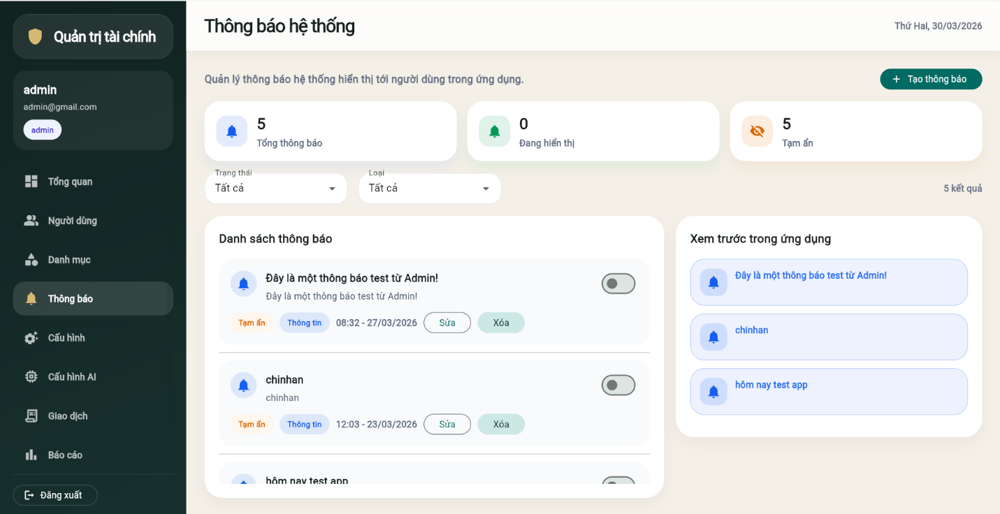 Quản trị tài chính
admin
admin@gmail.com
admin
Tổng quan
Người dùng
Danh mục
Thông báo
Cấu hình
Cấu hình AI
Giao dịch
Báo cáo
Đăng xuất
Thông báo hệ thống
Thứ Hai, 30/03/2026
Quản lý thông báo hệ thống hiển thị tới người dùng trong ứng dụng.
+ Tạo thông báo
5
Tổng thông báo
0
Đang hiển thị
5
Tạm ẩn
Trạng thái
Tất cả
Loại
Tất cả
5 kết quả
Danh sách thông báo
Đây là một thông báo test từ Admin!
Đây là một thông báo test từ Admin!
Tạm ẩn Thông tin 08:32 - 27/03/2026 Sửa Xóa
chinhan
chinhan
Tạm ẩn Thông tin 12:03 - 23/03/2026 Sửa Xóa
hôm nay test app
Xem trước trong ứng dụng
Đây là một thông báo test từ Admin!
chinhan
hôm nay test app